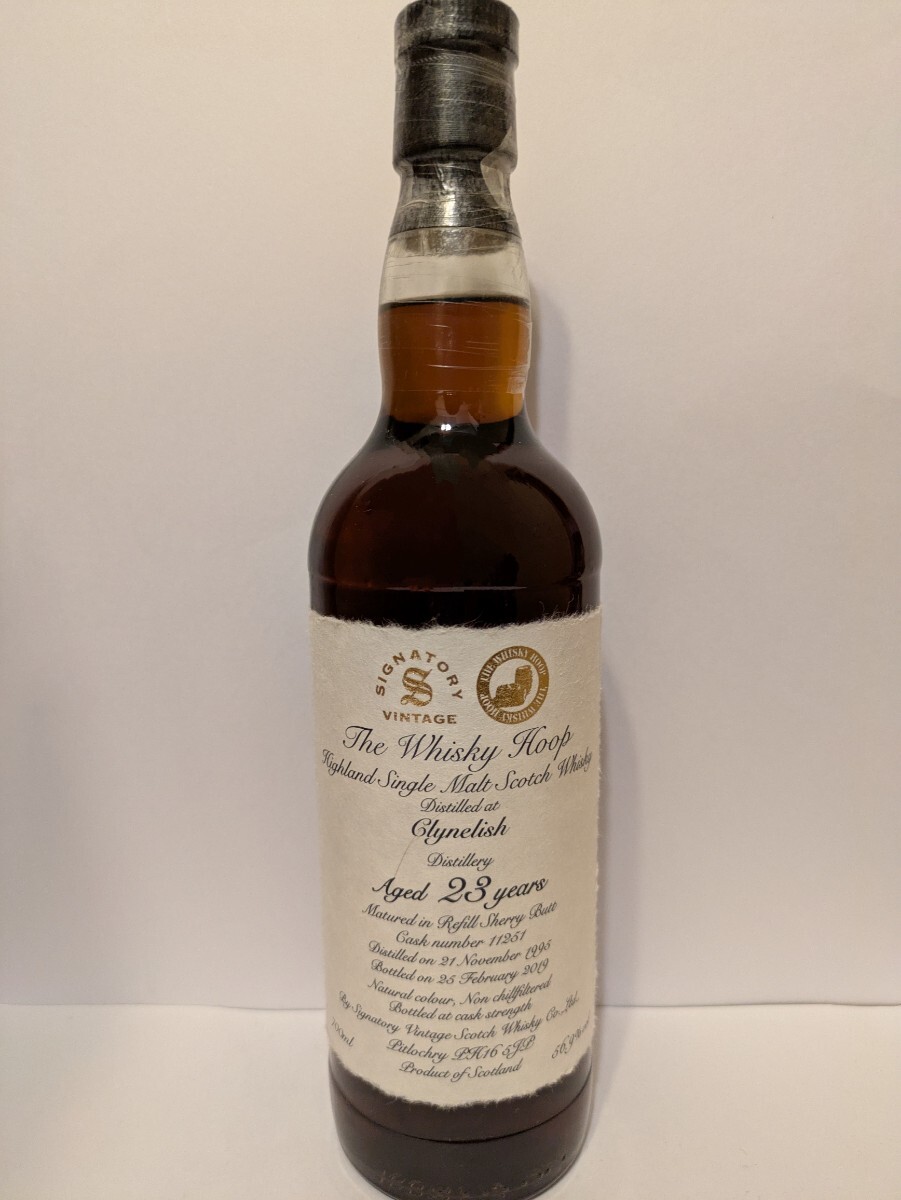 SIGNATORY
S
VINTAGE
THE WHISKY HOOP
THE WHISKY HOOP
The Whisky Hoop
Highland Single Malt Scotch Whisky
Distilled at
Clynelish
Distillery
Aged 23 years
Matured in Refill Sherry Butt
Cask number 11251
Distilled on 21 November 1995
Bottled on 25 February 2019
Natural colour, Non chillfiltered
Bottled at cask strength
By Signatory Vintage Scotch Whisky Co. Ltd.
Pitlochry PH16 5JP
700ml
Product of Scotland